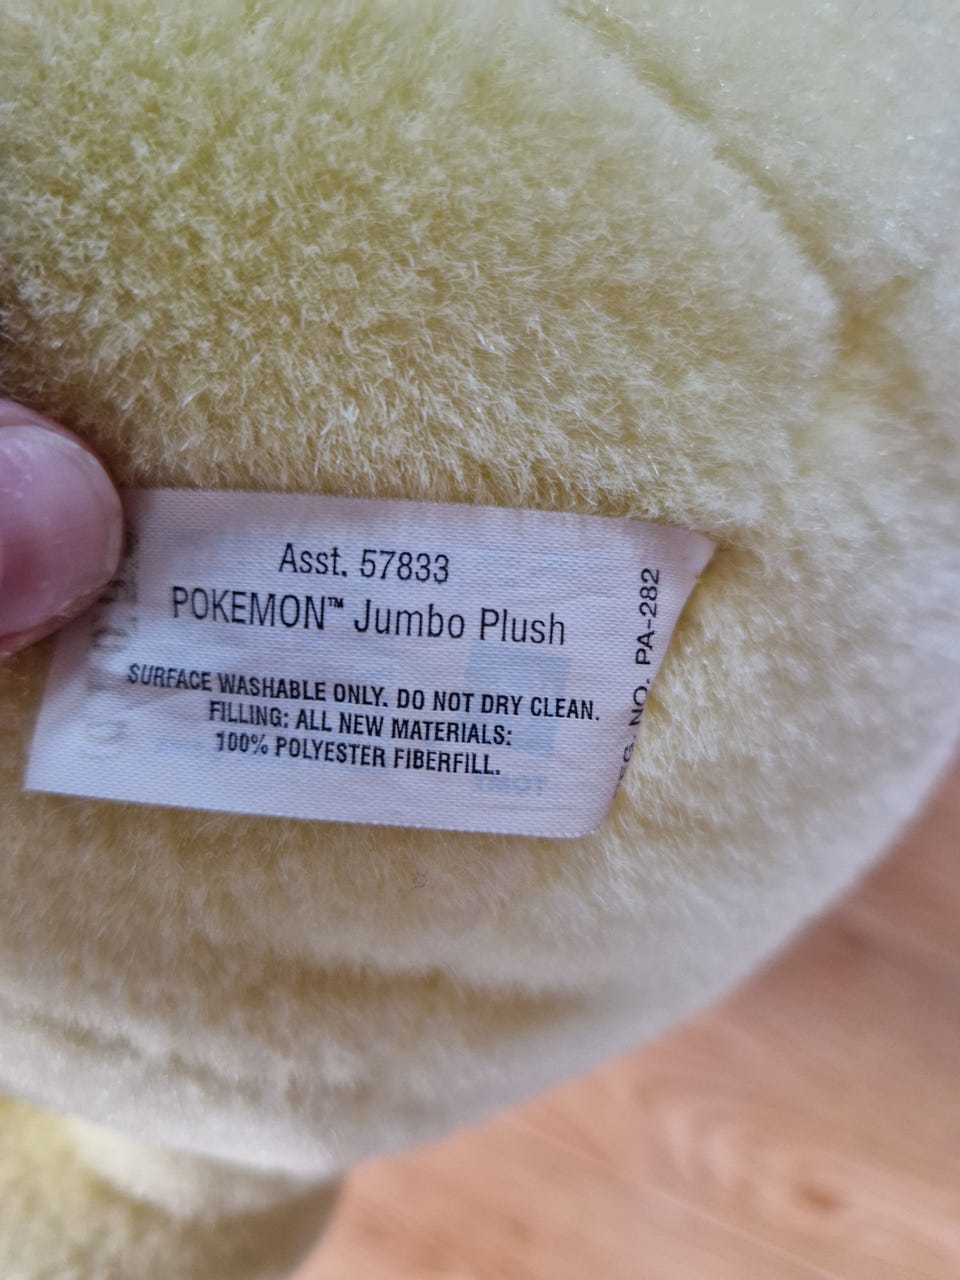 Asst. 57833
POKEMON™ Jumbo Plush
SURFACE WASHABLE ONLY. DO NOT DRY CLEAN.
FILLING: ALL NEW MATERIALS:
100% POLYESTER FIBERFILL.
NO. PA-282